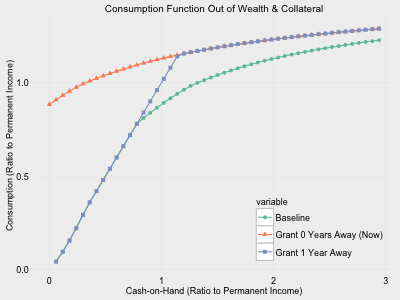 Consumption Function Out of Wealth & Collateral
Consumption (Ratio to Permanent Income)
1.0
0.5
0.0
variable
Baseline
Grant 0 Years Away (Now)
Grant 1 Year Away
0
1
2
3
Cash-on-Hand (Ratio to Permanent Income)